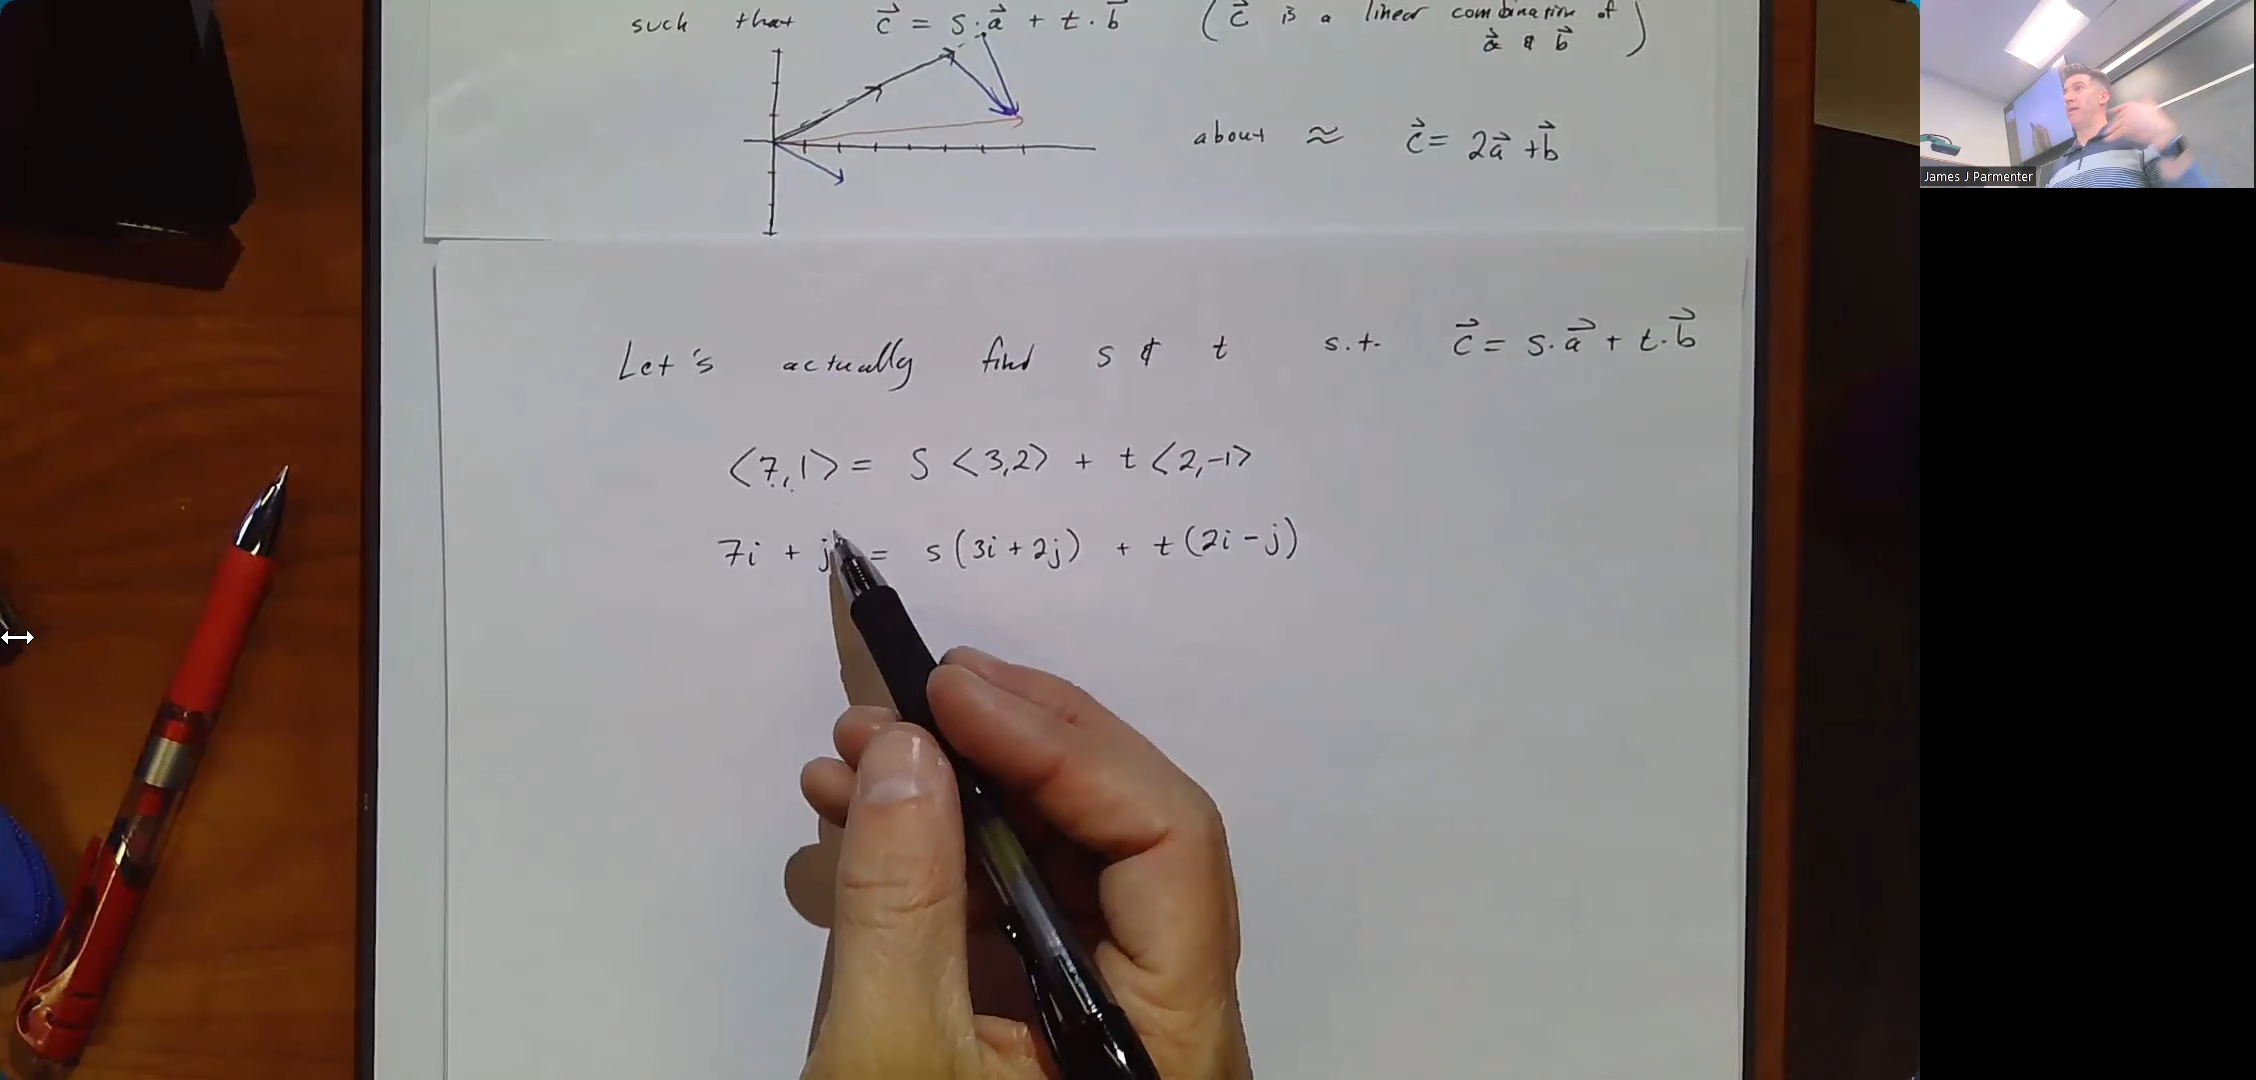 such that c⃗ = s·a⃗ + t·b⃗ (c⃗ is a linear combination of
a⃗ & b⃗)
about ≈ c⃗ = 2a⃗ + b⃗
Let's actually find s & t s.t. c⃗ = s·a⃗ + t·b⃗
⟨7,1⟩ = S⟨3,2⟩ + t⟨2,-1⟩
7i + j = s(3i + 2j) + t(2i - j)
James J Parmenter